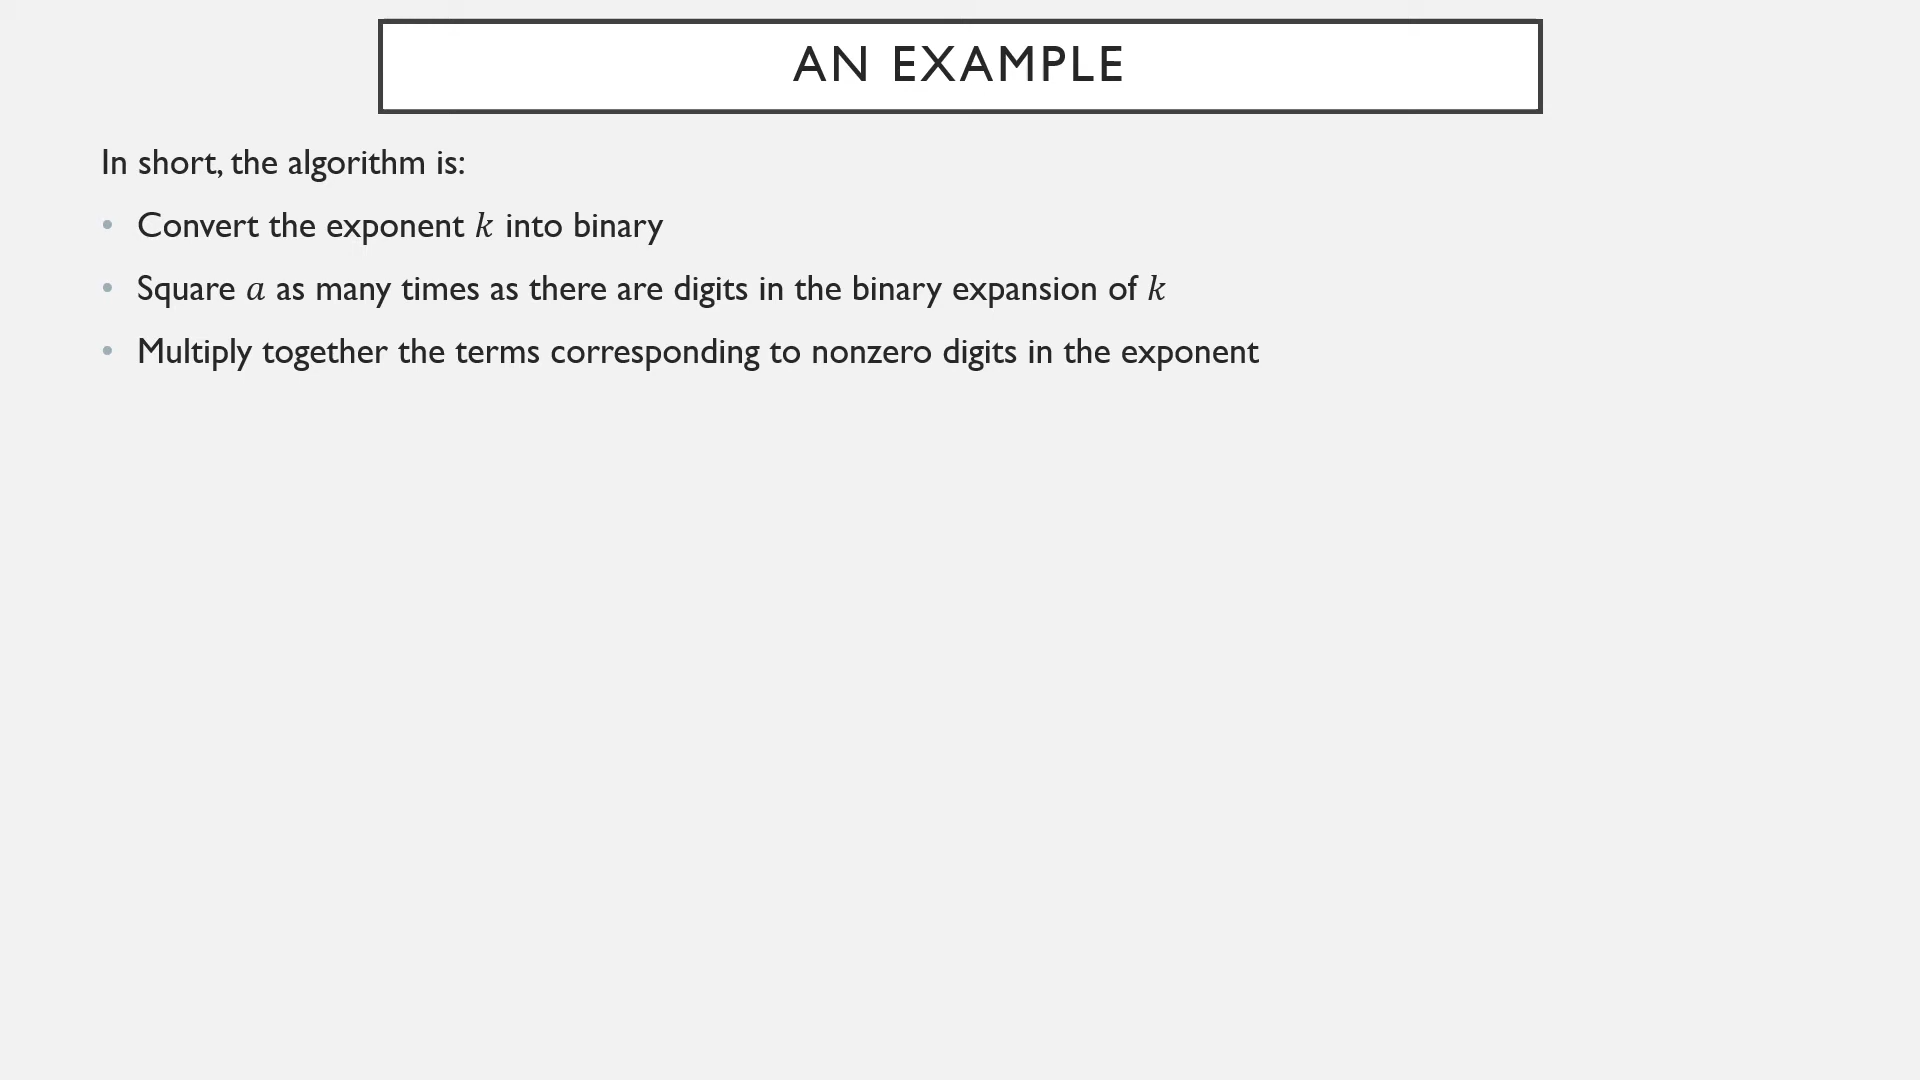 AN EXAMPLE
In short, the algorithm is:
• Convert the exponent k into binary
• Square a as many times as there are digits in the binary expansion of k
• Multiply together the terms corresponding to nonzero digits in the exponent